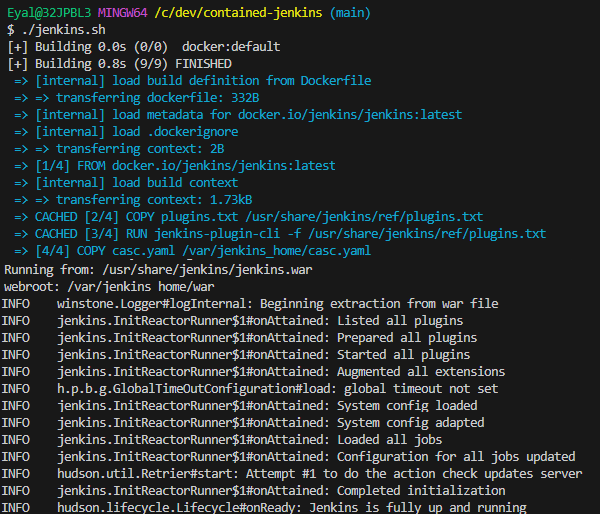 Eyal@32JPBL3 MINGW64 /c/dev/contained-jenkins (main)
$ ./jenkins.sh
[+] Building 0.0s (0/0)  docker:default
[+] Building 0.8s (9/9) FINISHED
=> [internal] load build definition from Dockerfile
=> => transferring dockerfile: 332B
=> [internal] load metadata for docker.io/jenkins/jenkins:latest
=> [internal] load .dockerignore
=> => transferring context: 2B
=> [1/4] FROM docker.io/jenkins/jenkins:latest
=> [internal] load build context
=> => transferring context: 1.73kB
=> CACHED [2/4] COPY plugins.txt /usr/share/jenkins/ref/plugins.txt
=> CACHED [3/4] RUN jenkins-plugin-cli -f /usr/share/jenkins/ref/plugins.txt
=> [4/4] COPY casc.yaml /var/jenkins_home/casc.yaml
Running from: /usr/share/jenkins/jenkins.war
webroot: /var/jenkins home/war
INFO    winstone.Logger#logInternal: Beginning extraction from war file
INFO    jenkins.InitReactorRunner$1#onAttained: Listed all plugins
INFO    jenkins.InitReactorRunner$1#onAttained: Prepared all plugins
INFO    jenkins.InitReactorRunner$1#onAttained: Started all plugins
INFO    jenkins.InitReactorRunner$1#onAttained: Augmented all extensions
INFO    h.p.b.g.GlobalTimeOutConfiguration#load: global timeout not set
INFO    jenkins.InitReactorRunner$1#onAttained: System config loaded
INFO    jenkins.InitReactorRunner$1#onAttained: System config adapted
INFO    jenkins.InitReactorRunner$1#onAttained: Loaded all jobs
INFO    jenkins.InitReactorRunner$1#onAttained: Configuration for all jobs updated
INFO    hudson.util.Retrier#start: Attempt #1 to do the action check updates server
INFO    jenkins.InitReactorRunner$1#onAttained: Completed initialization
INFO    hudson.lifecycle.Lifecycle#onReady: Jenkins is fully up and running